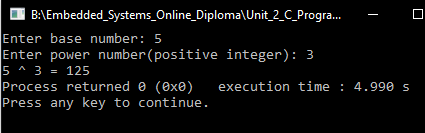 B:\Embedded_Systems_Online_Diploma\Unit_2_C_Progra...
Enter base number: 5
Enter power number(positive integer): 3
5 ^ 3 = 125
Process returned 0 (0x0)   execution time : 4.990 s
Press any key to continue.